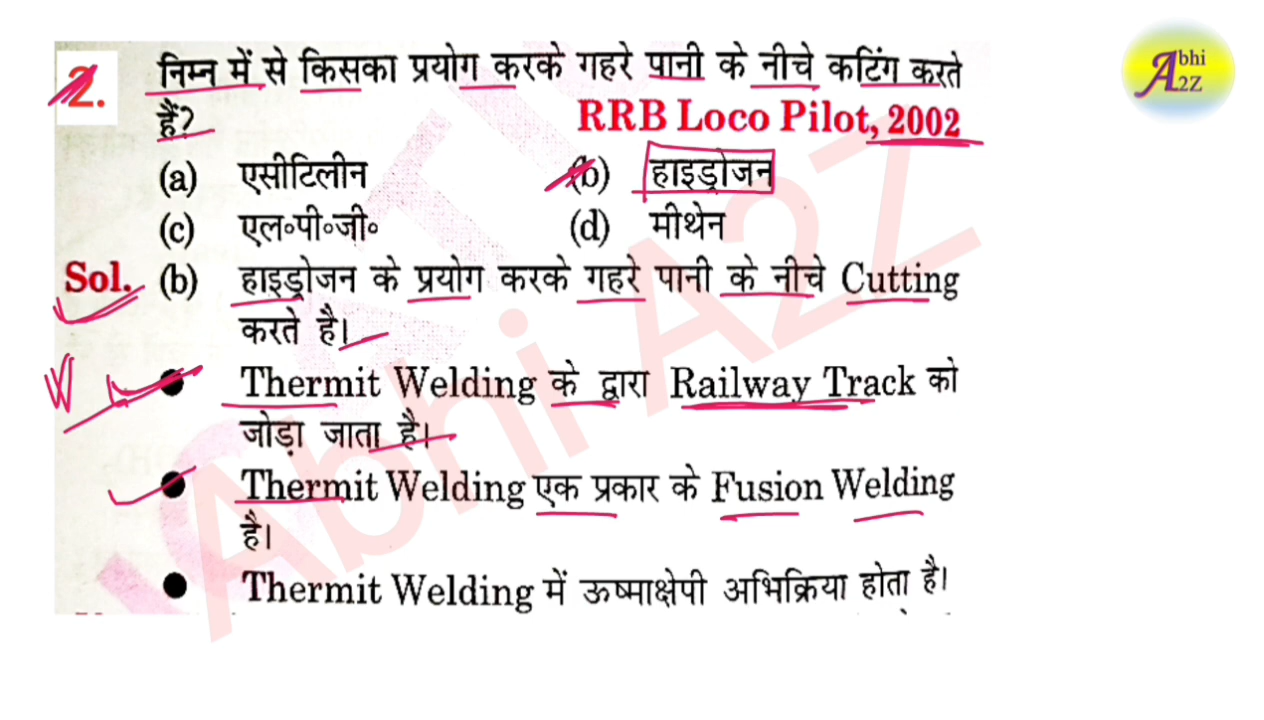 Abhi
A2Z
2. निम्न में से किसका प्रयोग करके गहरे पानी के नीचे कटिंग करते
हैं?
RRB Loco Pilot, 2002
(a) एसीटिलीन
(b) हाइड्रोजन
(c) एल॰पी॰जी॰
(d) मीथेन
Sol. (b) हाइड्रोजन के प्रयोग करके गहरे पानी के नीचे Cutting
करते है।
● Thermit Welding के द्वारा Railway Track को
जोड़ा जाता है।
● Thermit Welding एक प्रकार के Fusion Welding
है।
● Thermit Welding में ऊष्माक्षेपी अभिक्रिया होता है।
Abhi A2Z